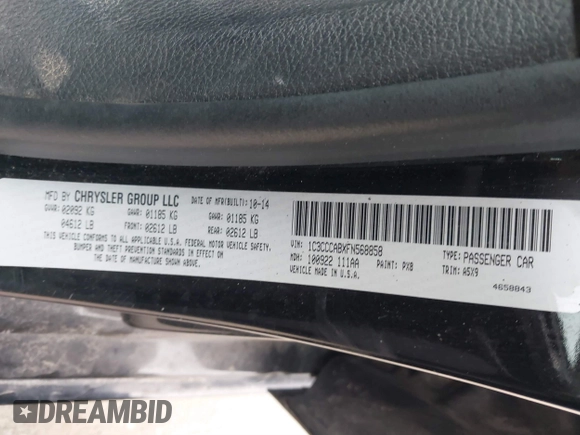 MFD BY CHRYSLER GROUP LLC DATE OF MFR(BUILT): 10-14
GVWR: 02092 KG GAWR: 01185 KG GAWR: 01185 KG
04612 LB FRONT: 02612 LB REAR: 02612 LB
THIS VEHICLE CONFORMS TO ALL APPLICABLE U.S.A. FEDERAL MOTOR VEHICLE SAFETY,
BUMPER AND THEFT PREVENTION STANDARDS IN EFFECT ON
THE DATE OF MANUFACTURE SHOWN ABOVE.
VIN: 1C3CCCABXFN568858 TYPE: PASSENGER CAR
MDH: 100922 111AA PAINT: PX8 TRIM: A5X9
MADE IN U.S.A.
4658843
DREAMBID